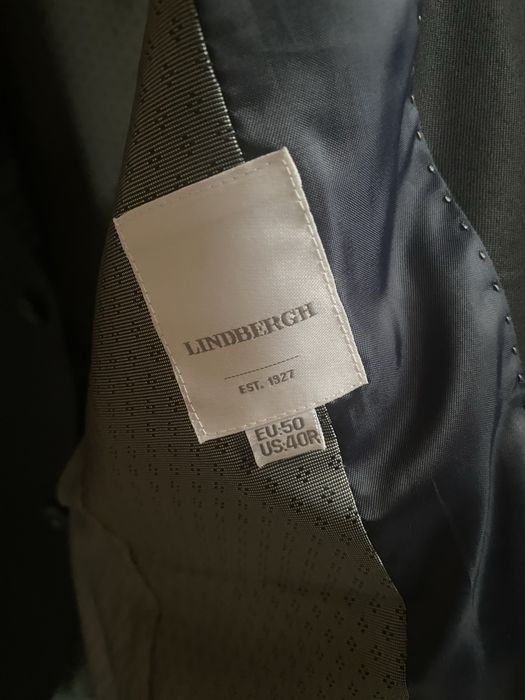 LINDBERGH
EST. 1927
EU:50
US:40R